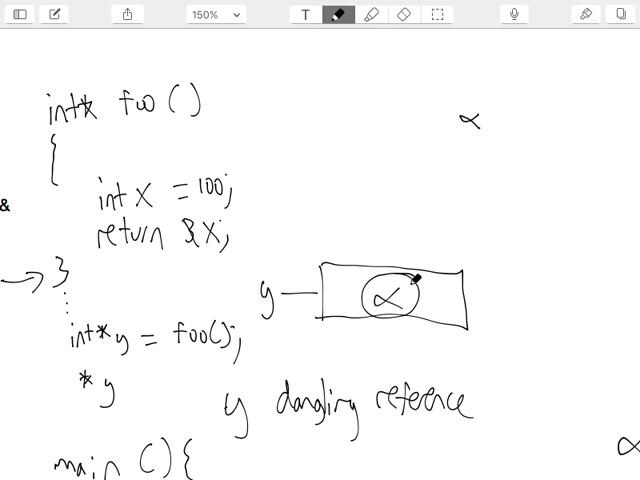 150%
T
int* foo ()
∝
{
int X = 100;
&
return &X;
}
y
∝
int*y = foo();
*y
y dangling reference
∝
main () {